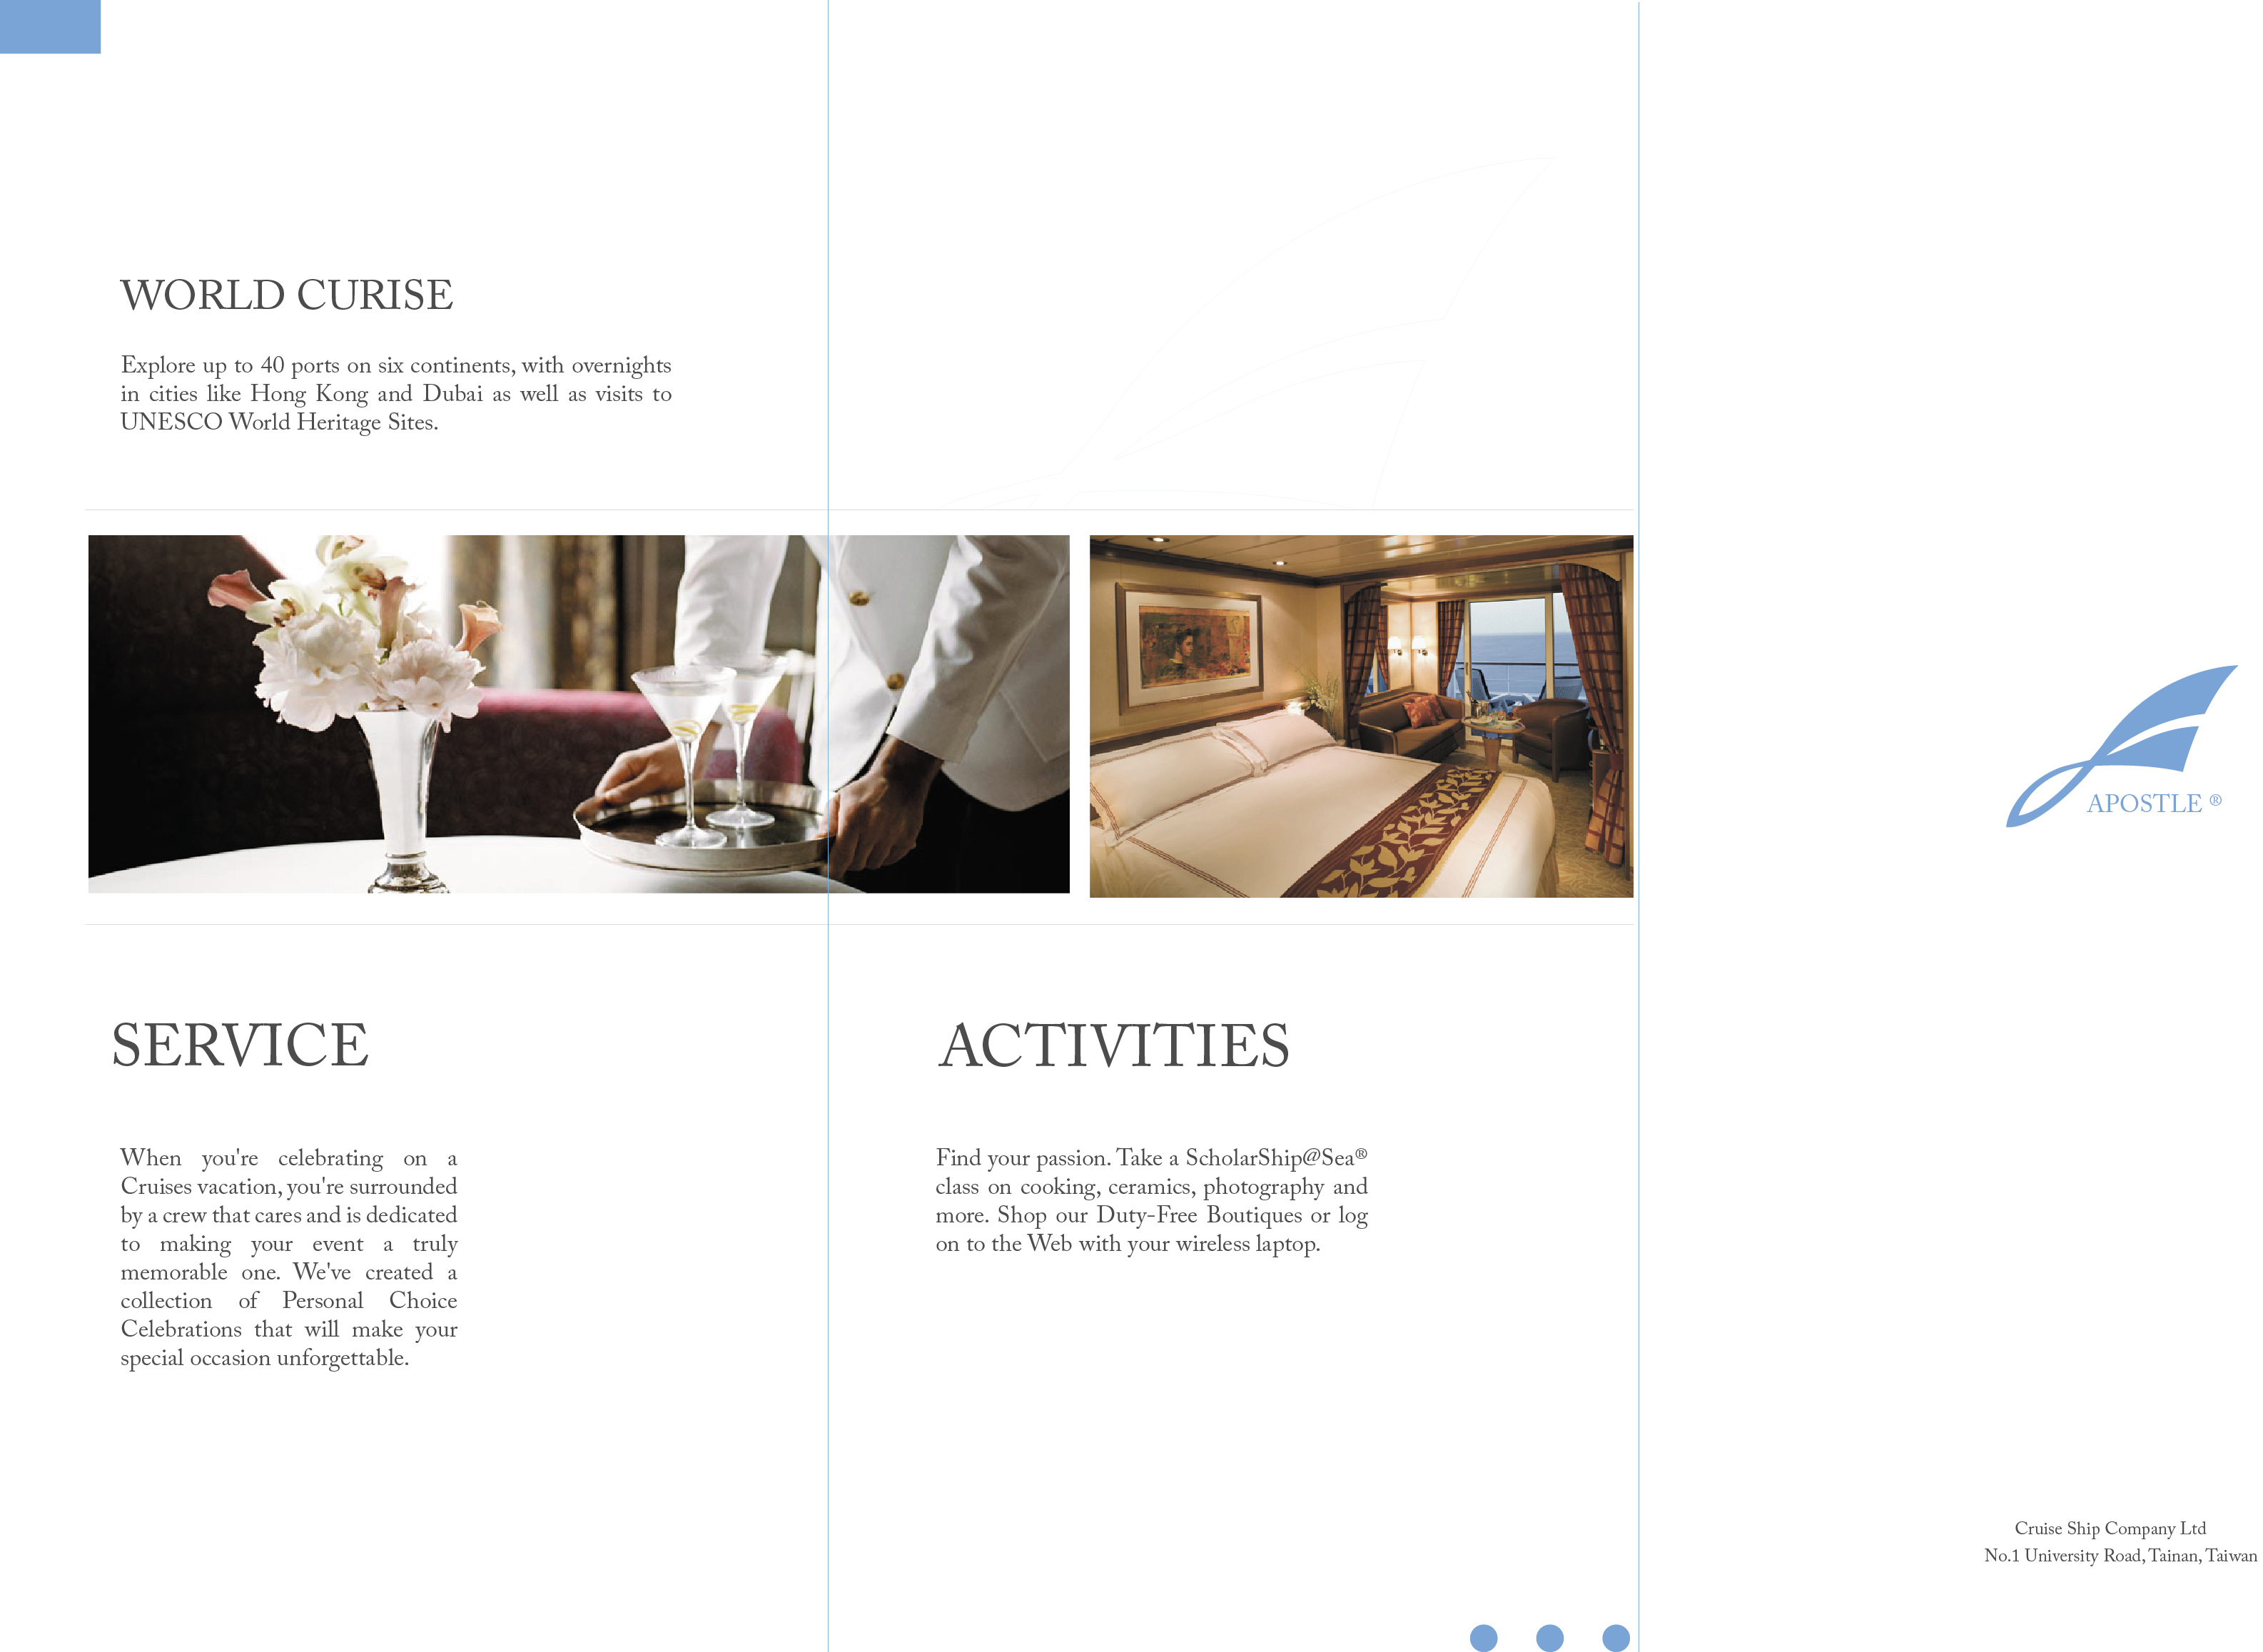 WORLD CURISE
Explore up to 40 ports on six continents, with overnights
in cities like Hong Kong and Dubai as well as visits to
UNESCO World Heritage Sites.
SERVICE
When you're celebrating on a
Cruises vacation, you're surrounded
by a crew that cares and is dedicated
to making your event a truly
memorable one. We've created a
collection of Personal Choice
Celebrations that will make your
special occasion unforgettable.
ACTIVITIES
Find your passion. Take a ScholarShip@Sea®
class on cooking, ceramics, photography and
more. Shop our Duty-Free Boutiques or log
on to the Web with your wireless laptop.
APOSTLE ®
Cruise Ship Company Ltd
No.1 University Road, Tainan, Taiwan